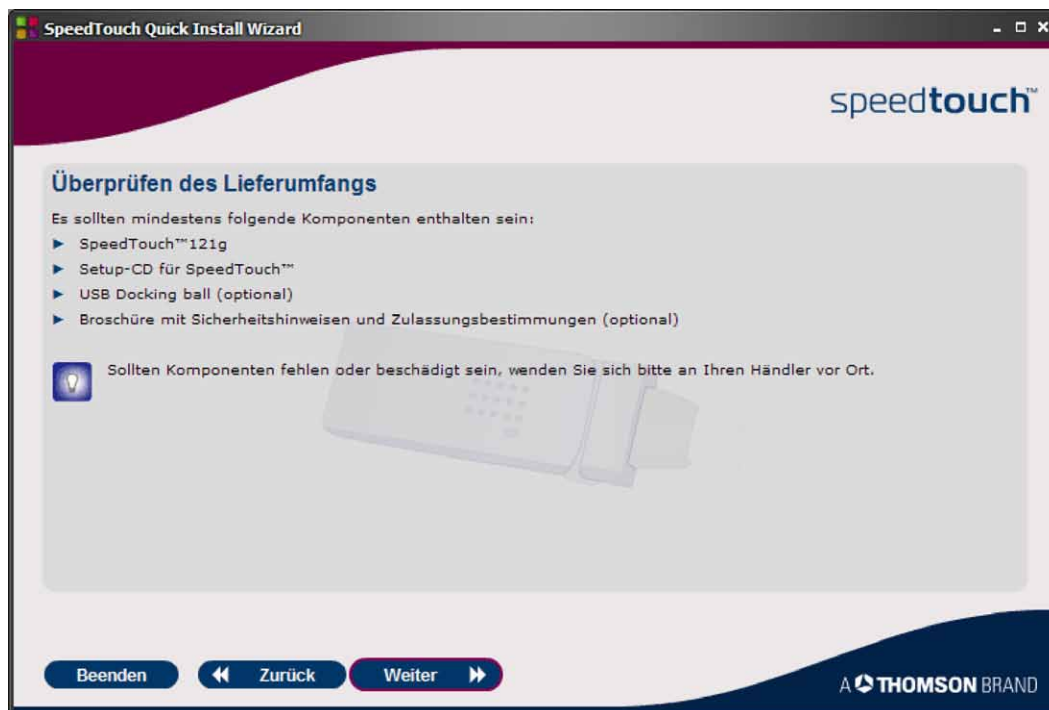 SpeedTouch Quick Install Wizard
speedtouch™
Überprüfen des Lieferumfangs
Es sollten mindestens folgende Komponenten enthalten sein:
SpeedTouch™121g
Setup-CD für SpeedTouch™
USB Docking ball (optional)
Broschüre mit Sicherheitshinweisen und Zulassungsbestimmungen (optional)
Sollten Komponenten fehlen oder beschädigt sein, wenden Sie sich bitte an Ihren Händler vor Ort.
Beenden Zurück Weiter
A THOMSON BRAND